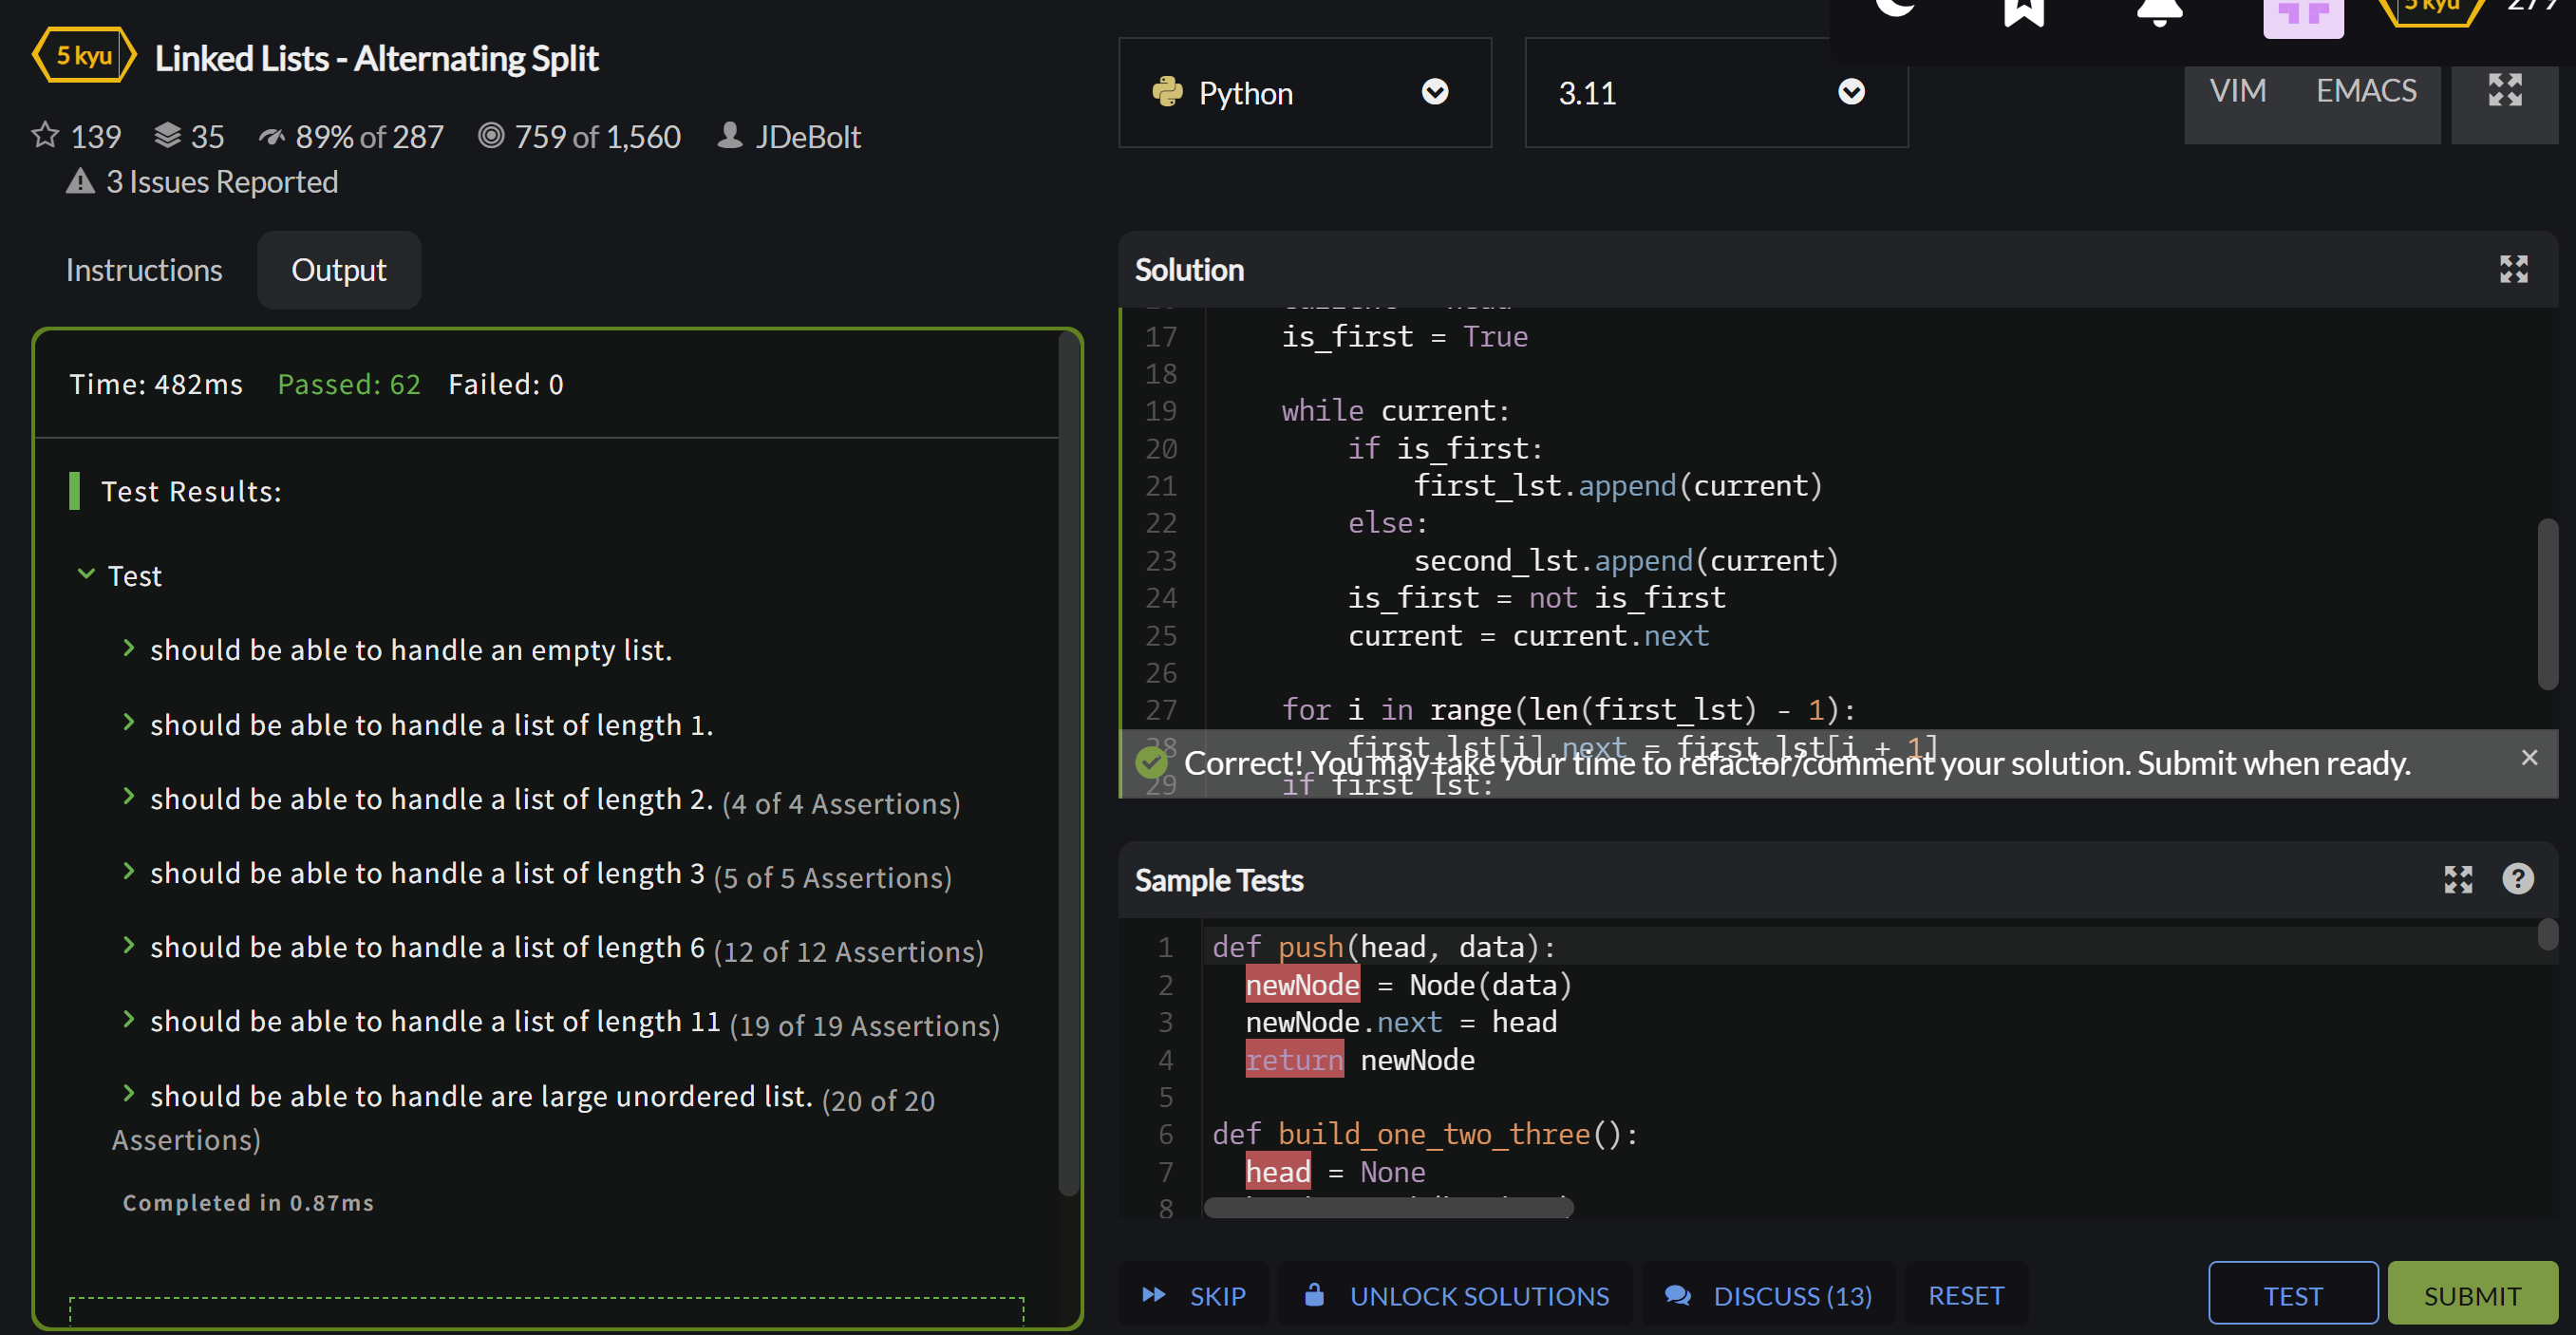 5 kyu Linked Lists - Alternating Split
139 35 89% of 287 759 of 1,560 JDeBolt
3 Issues Reported
Instructions Output
Time: 482ms Passed: 62 Failed: 0
Test Results:
Test
should be able to handle an empty list.
should be able to handle a list of length 1.
should be able to handle a list of length 2. (4 of 4 Assertions)
should be able to handle a list of length 3 (5 of 5 Assertions)
should be able to handle a list of length 6 (12 of 12 Assertions)
should be able to handle a list of length 11 (19 of 19 Assertions)
should be able to handle are large unordered list. (20 of 20
Assertions)
Completed in 0.87ms
5 kyu
Python 3.11 VIM EMACS
Solution
17 is_first = True
18
19 while current:
20 if is_first:
21 first_lst.append(current)
22 else:
23 second_lst.append(current)
24 is_first = not is_first
25 current = current.next
26
27 for i in range(len(first_lst) - 1):
28 first_lst[i].next = first_lst[i + 1]
Correct! You may take your time to refactor/comment your solution. Submit when ready. ×
29 if first_lst:
Sample Tests ?
1 def push(head, data):
2 newNode = Node(data)
3 newNode.next = head
4 return newNode
5
6 def build_one_two_three():
7 head = None
8
SKIP UNLOCK SOLUTIONS DISCUSS (13) RESET TEST SUBMIT